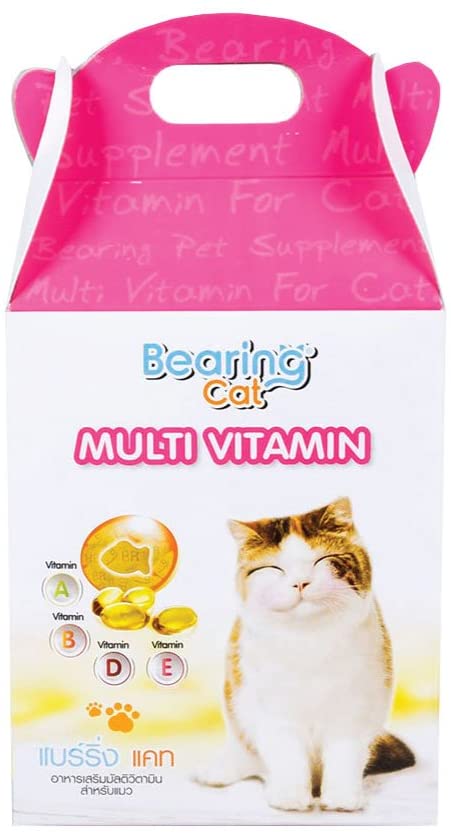 Bearing
Pet Supplement
Supplement Multi
Vitamin For Cat
Bearing Pet Supplement
Multi Vitamin For Cat
Bearing
Cat
MULTI VITAMIN
Vitamin
A
Vitamin
B
Vitamin
D
Vitamin
E
แบร์ริ่ง แคท
อาหารเสริมมัลติวิตามิน
สำหรับแมว